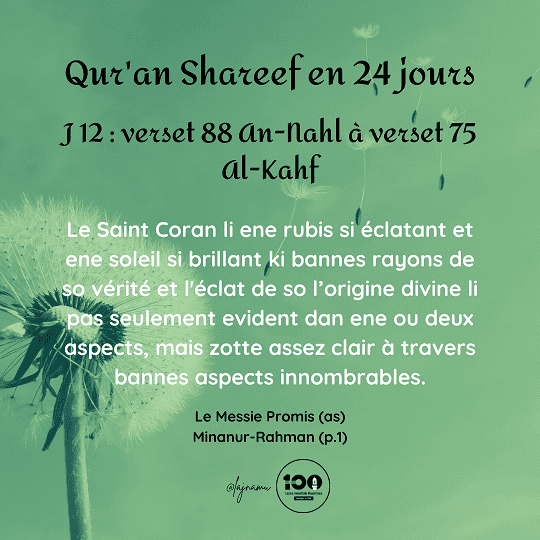 Qur'an Shareef en 24 jours
J 12 : verset 88 An-Nahl à verset 75
Al-Kahf
Le Saint Coran li ene rubis si éclatant et
ene soleil si brillant ki bannes rayons de
so vérité et l'éclat de so l’origine divine li
pas seulement evident dan ene ou deux
aspects, mais zotte assez clair à travers
bannes aspects innombrables.
Le Messie Promis (as)
Minanur-Rahman (p.1)
@lajnamu
100